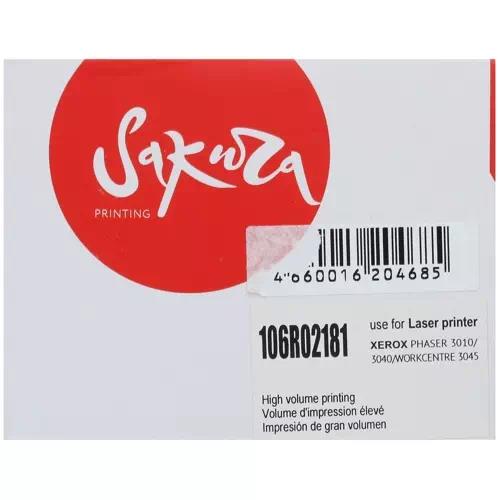 Sakura
PRINTING
4 660016 204685
106R02181
use for Laser printer
XEROX PHASER 3010/
3040/WORKCENTRE 3045
High volume printing
Volume d'impression élevé
Impresión de gran volumen